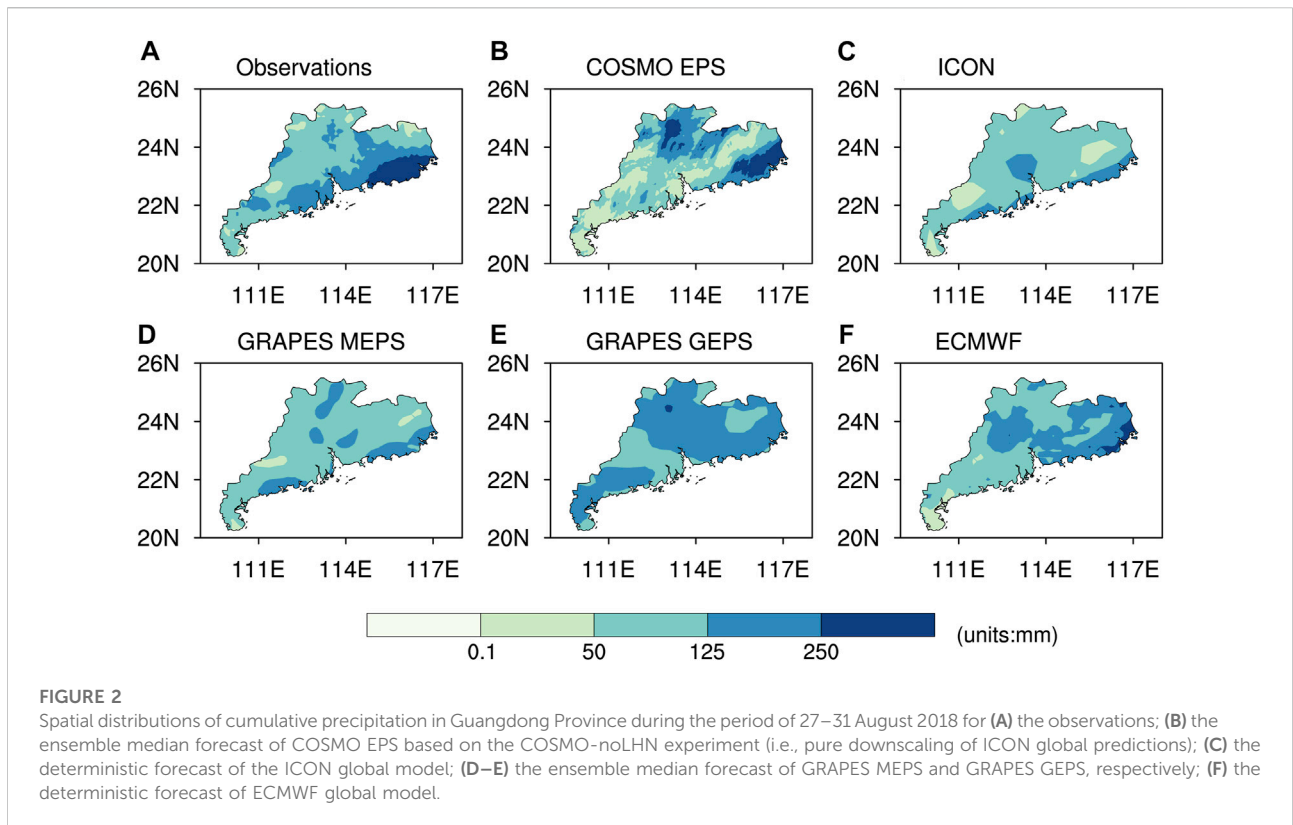 A
Observations
B
COSMO EPS
C
ICON
26N
24N
22N
20N
111E 114E 117E
26N
24N
22N
20N
111E 114E 117E
26N
24N
22N
20N
111E 114E 117E
D
GRAPES MEPS
E
GRAPES GEPS
F
ECMWF
26N
24N
22N
20N
111E 114E 117E
26N
24N
22N
20N
111E 114E 117E
26N
24N
22N
20N
111E 114E 117E
0.1 50 125 250
(units:mm)
FIGURE 2
Spatial distributions of cumulative precipitation in Guangdong Province during the period of 27–31 August 2018 for (A) the observations; (B) the
ensemble median forecast of COSMO EPS based on the COSMO-noLHN experiment (i.e., pure downscaling of ICON global predictions); (C) the
deterministic forecast of the ICON global model; (D–E) the ensemble median forecast of GRAPES MEPS and GRAPES GEPS, respectively; (F) the
deterministic forecast of ECMWF global model.